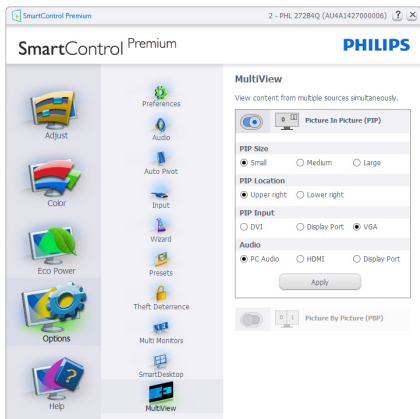 SmartControl Premium
2 - PHL 272B4Q (AU4A1427000006) ? X
SmartControl Premium
PHILIPS
Adjust
Color
Eco Power
Options
Help
Preferences
Audio
Auto Pivot
Input
Wizard
Presets
Theft Deterrence
Multi Monitors
SmartDesktop
MultiView
MultiView
View content from multiple sources simultaneously.
Picture In Picture (PIP)
PIP Size
Small Medium Large
PIP Location
Upper right Lower right
PIP Input
DVI Display Port VGA
Audio
PC Audio HDMI Display Port
Apply
Picture By Picture (PBP)